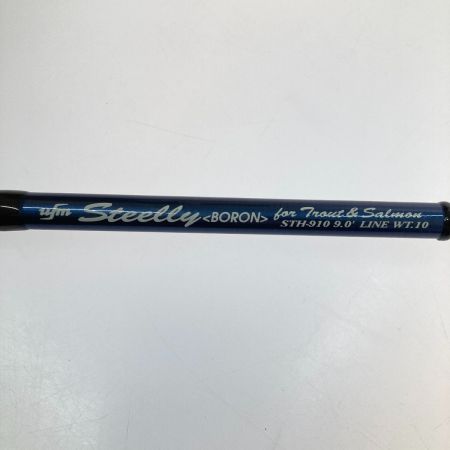 ufm Steelly <BORON> for Trout & Salmon
STH-910 9.0' LINE WT.10